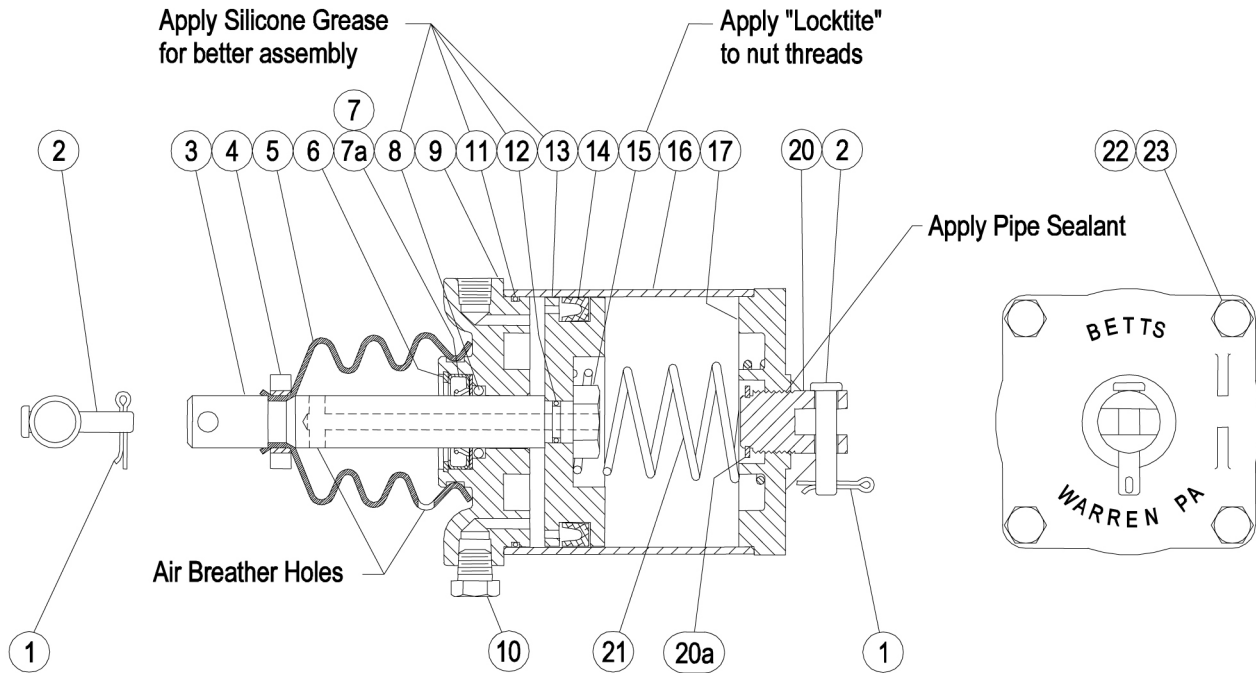 Apply Silicone Grease
for better assembly
Apply "Locktite"
to nut threads
7
2 3 4 5 6 7a 8 9 11 12 13 14 15 16 17 20 2 22 23
Apply Pipe Sealant
BETTS
WARREN PA
Air Breather Holes
1 10 21 20a 1